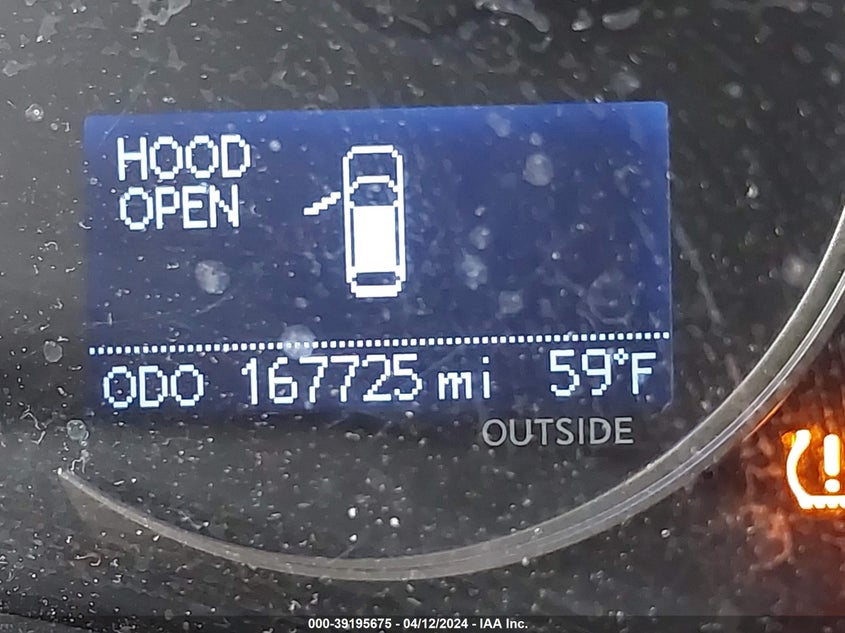 HOOD
OPEN
ODO 167725 mi 59°F
OUTSIDE
000-39195675 - 04/12/2024 - IAA Inc.